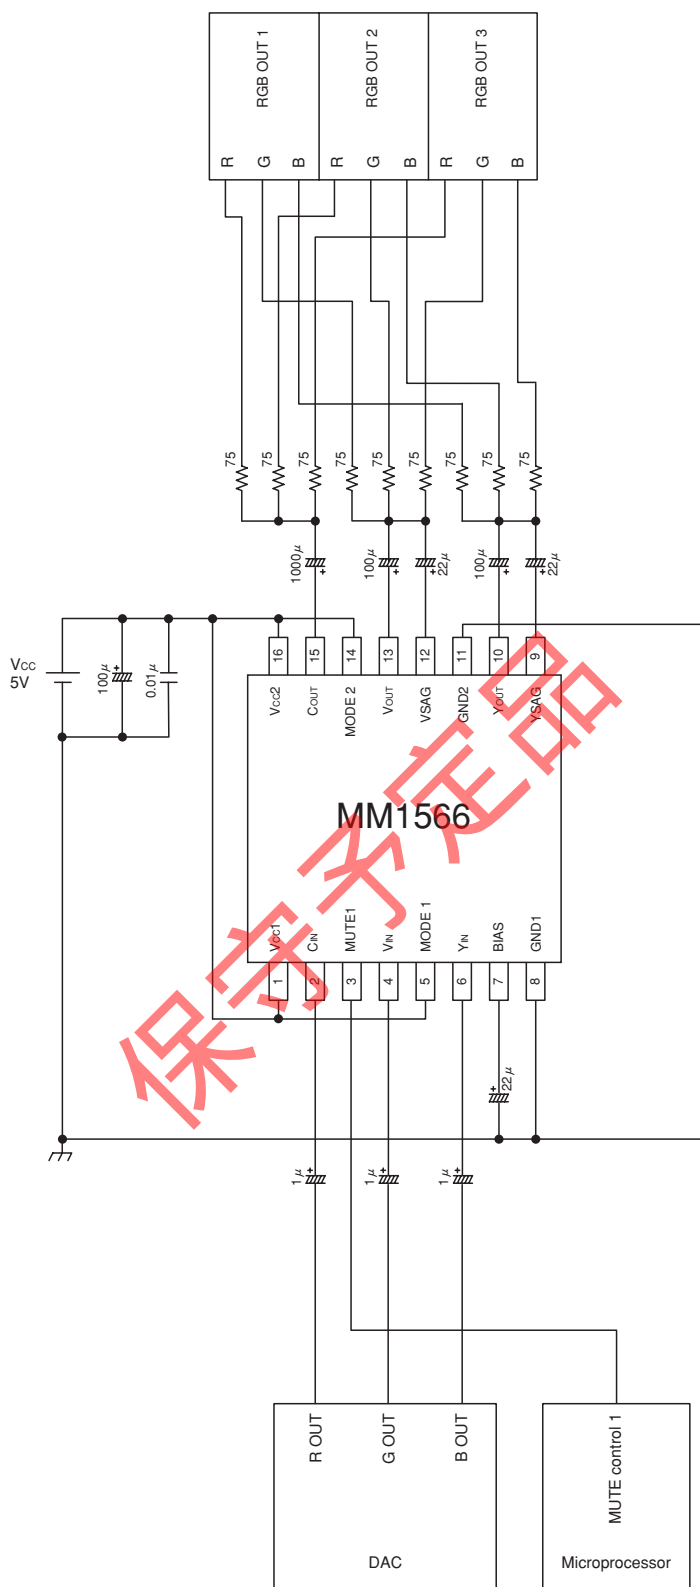 RGB OUT 1
RGB OUT 2
RGB OUT 3
R
G
B
R
G
B
R
G
B
75
75
75
75
75
75
75
75
75
1000μ
100μ
22μ
100μ
22μ
VCC
5V
100μ
0.01μ
16
15
14
13
12
11
10
9
VCC2
COUT
MODE 2
VOUT
VSAG
GND2
YOUT
YSAG
MM1566
VCC1
CIN
MUTE1
VIN
MODE 1
YIN
BIAS
GND1
1
2
3
4
5
6
7
8
22μ
1μ
1μ
1μ
R OUT
G OUT
B OUT
DAC
MUTE control 1
Microprocessor
保守予定品